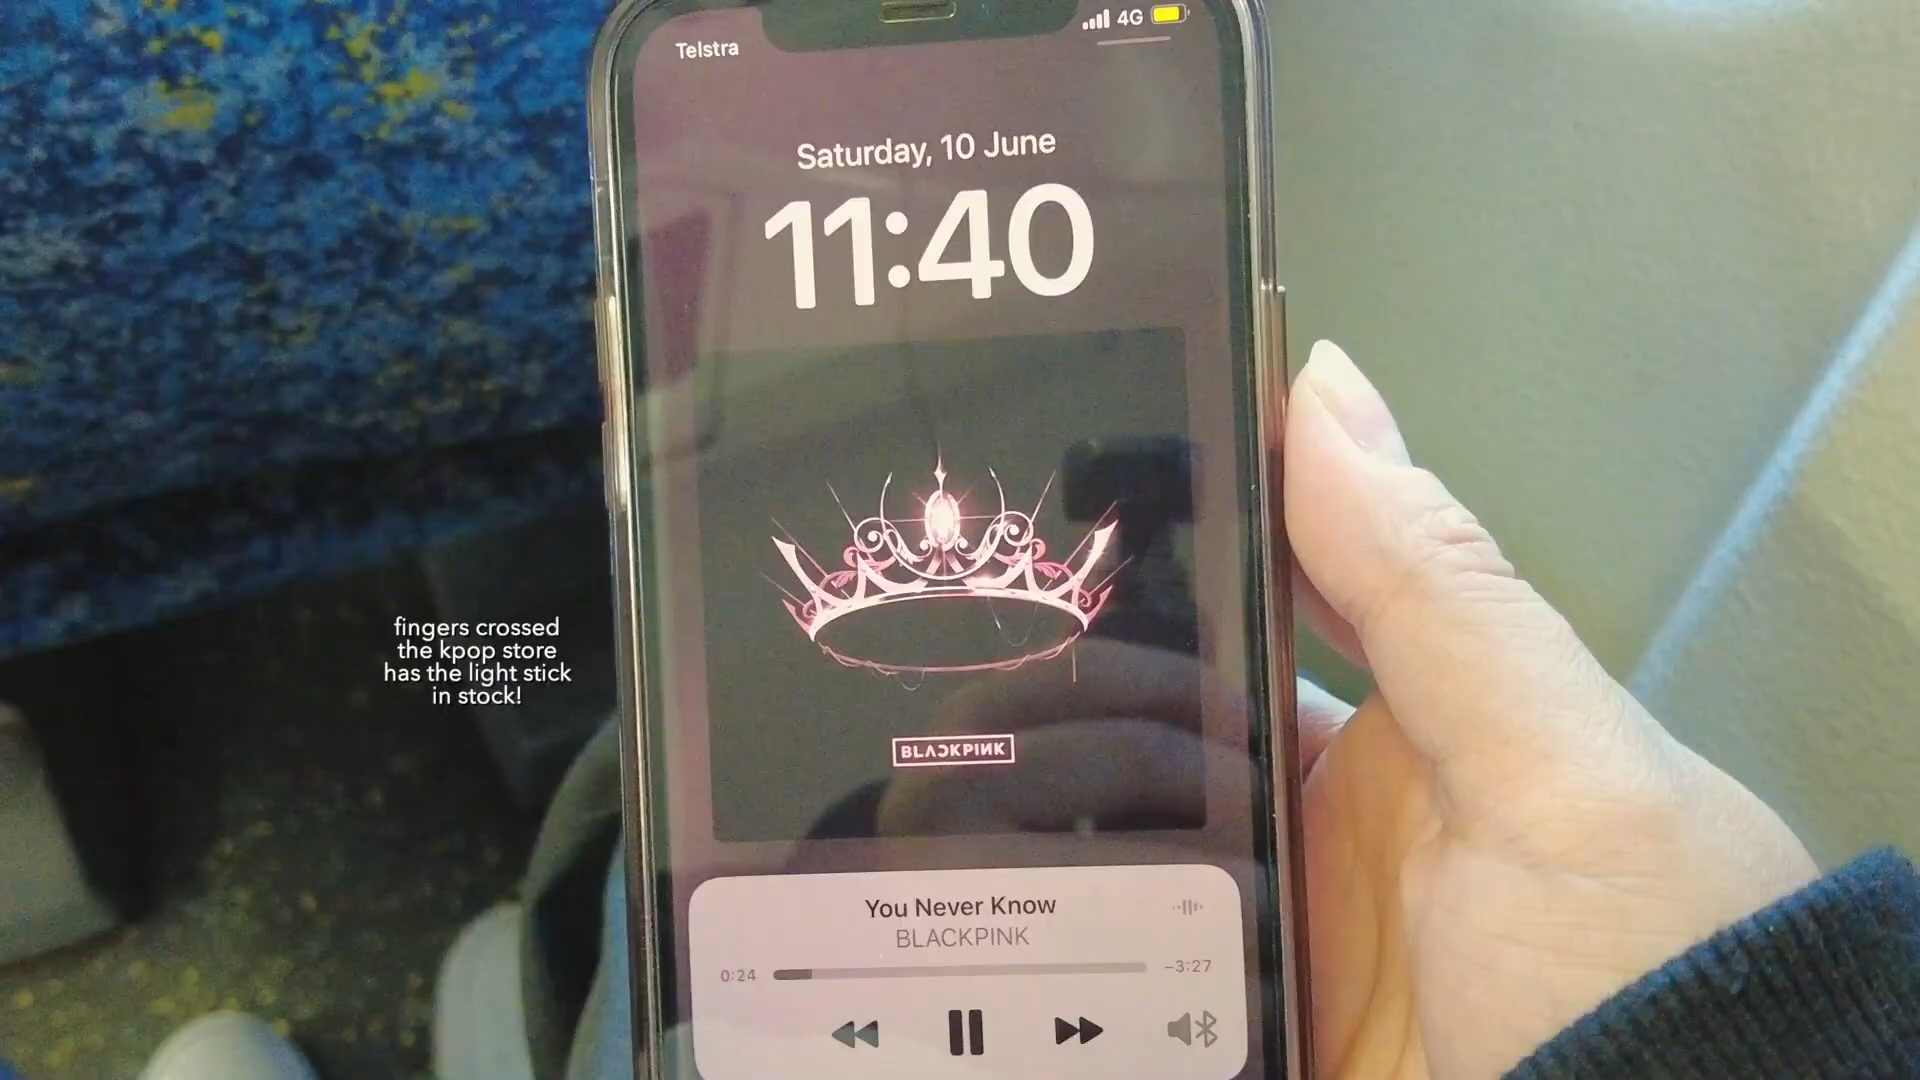 Telstra
4G
Saturday, 10 June
11:40
fingers crossed
the kpop store
has the light stick
in stock!
BLACKPINK
You Never Know
BLACKPINK
0:24
-3:27